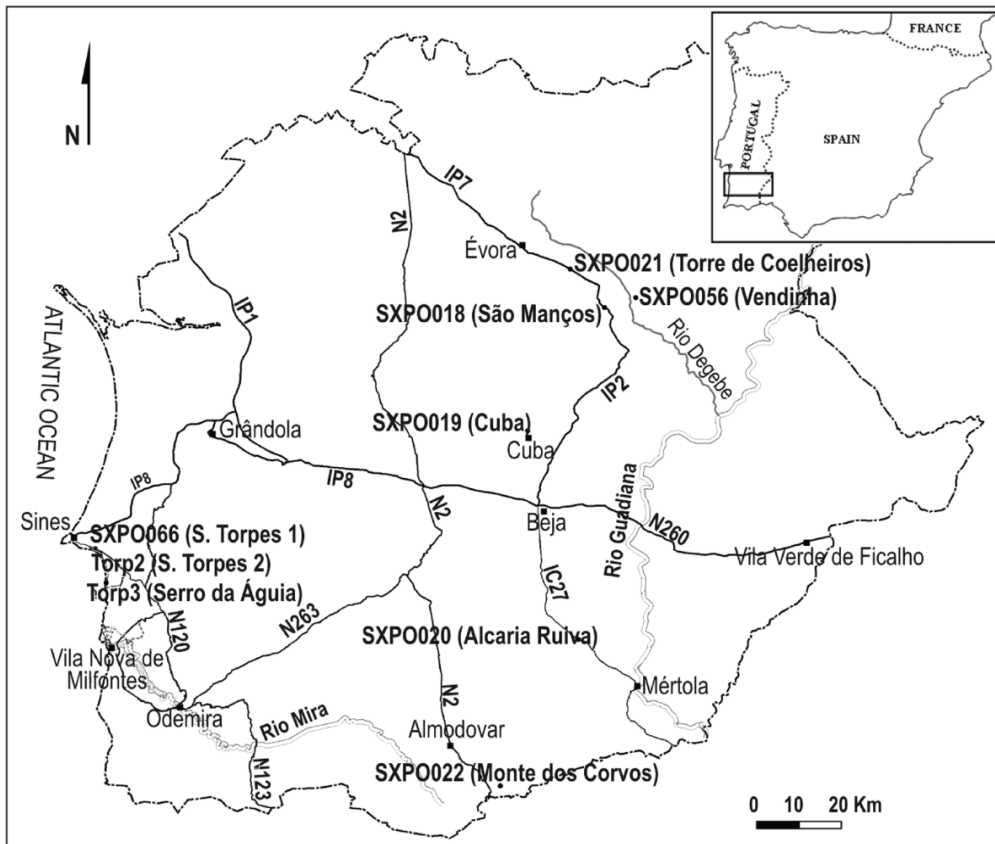 FRANCE
PORTUGAL
SPAIN
N
IP7
N2
Évora
SXPO021 (Torre de Coelheiros)
SXPO056 (Vendinha)
SXPO018 (São Manços)
IP1
Rio Degebe
ATLANTIC OCEAN
IP2
SXPO019 (Cuba)
Grândola
Cuba
IP8
IP8
N2
Rio Guadiana
Sines
SXPO066 (S. Torpes 1)
Beja
N260
Torp2 (S. Torpes 2)
Vila Verde de Ficalho
Torp3 (Serro da Águia)
IC27
N120
N263
SXPO020 (Alcaria Ruiva)
Vila Nova de
Milfontes
Mértola
N2
Odemira
Rio Mira
Almodovar
N123
SXPO022 (Monte dos Corvos)
0 10 20 Km